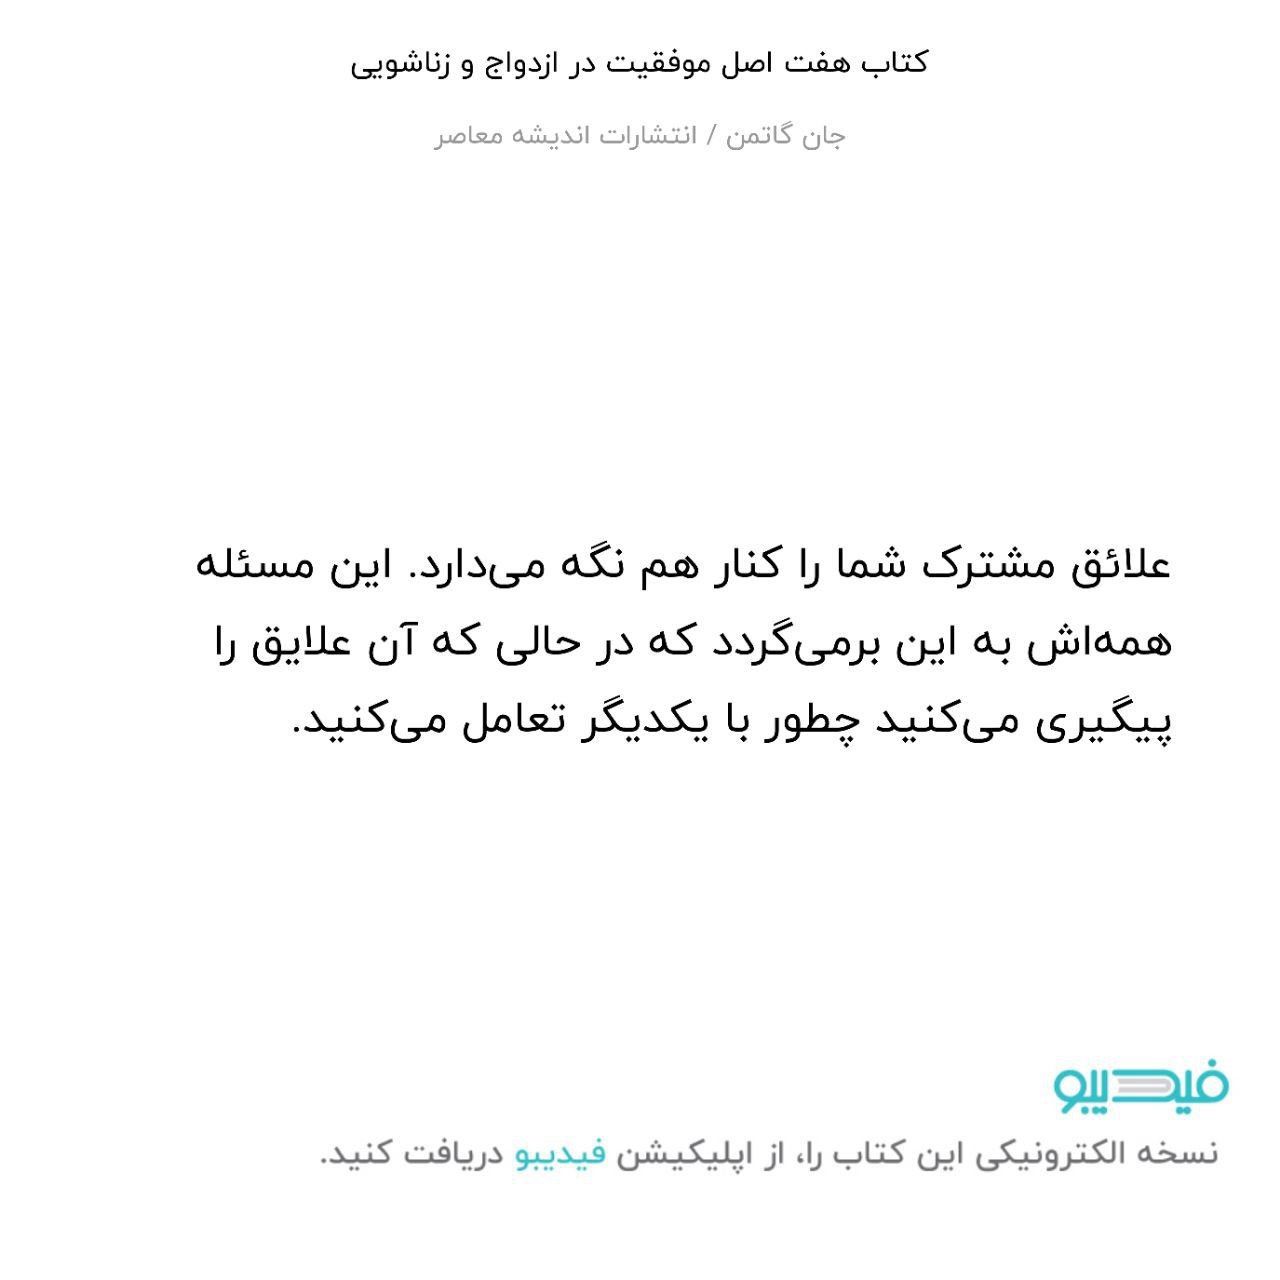 کتاب هفت اصل موفقیت در ازدواج و زناشویی
جان گاتمن / انتشارات اندیشه معاصر
علائق مشترک شما را کنار هم نگه می‌دارد. این مسئله
همه‌اش به این برمی‌گردد که در حالی که آن علایق را
پیگیری می‌کنید چطور با یکدیگر تعامل می‌کنید.
فیدیبو
نسخه الکترونیکی این کتاب را، از اپلیکیشن فیدیبو دریافت کنید.